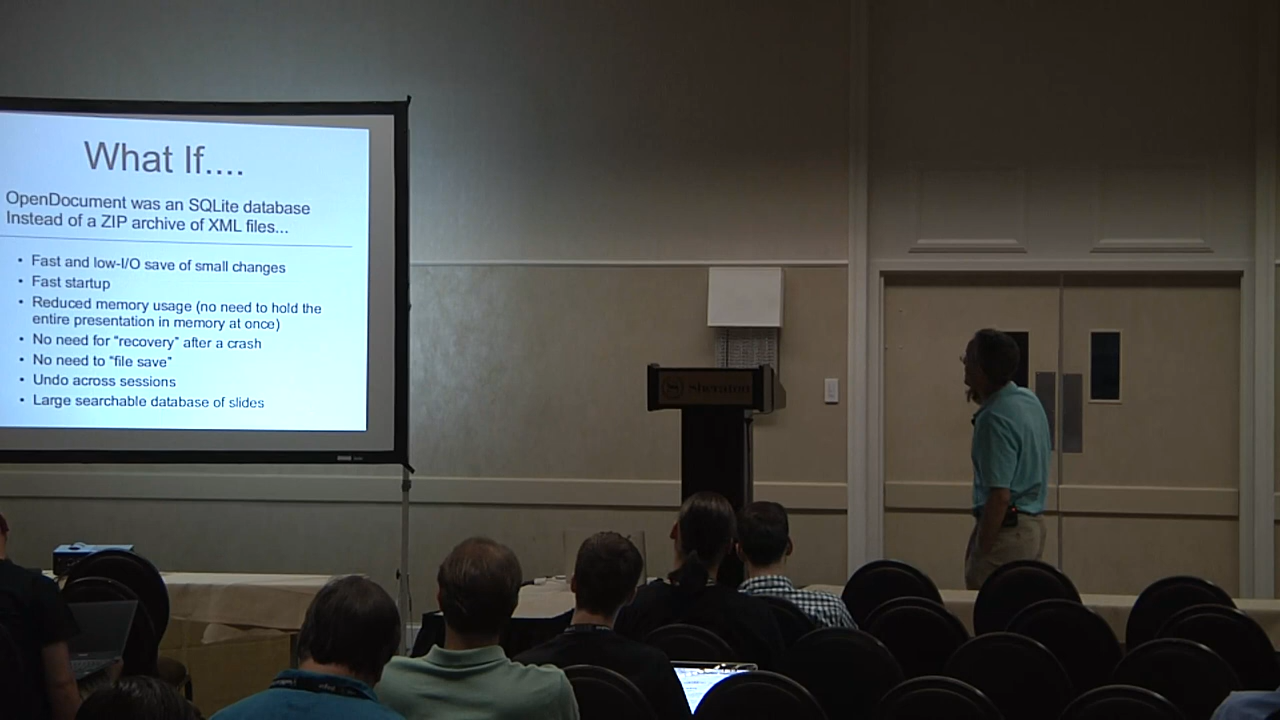 What If....
OpenDocument was an SQLite database
Instead of a ZIP archive of XML files...
• Fast and low-I/O save of small changes
• Fast startup
• Reduced memory usage (no need to hold the
entire presentation in memory at once)
• No need for "recovery" after a crash
• No need to "file save"
• Undo across sessions
• Large searchable database of slides
Sheraton